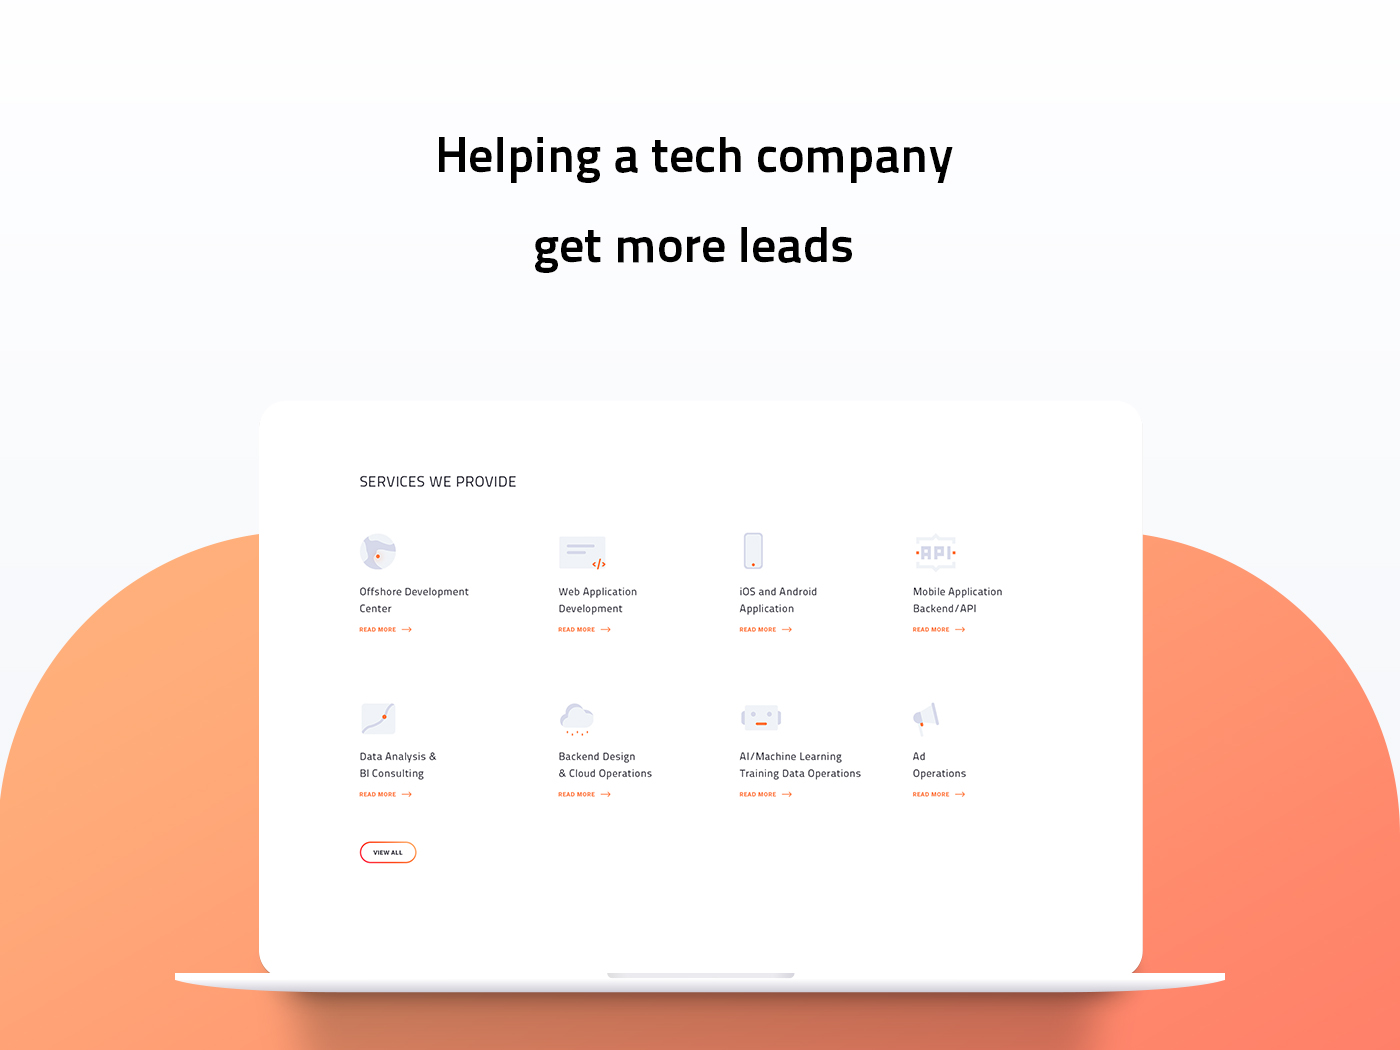 Helping a tech company
get more leads
SERVICES WE PROVIDE
</>
API
Offshore Development
Center
READ MORE
Web Application
Development
READ MORE
iOS and Android
Application
READ MORE
Mobile Application
Backend/API
READ MORE
Data Analysis &
BI Consulting
READ MORE
Backend Design
& Cloud Operations
READ MORE
AI/Machine Learning
Training Data Operations
READ MORE
Ad
Operations
READ MORE
VIEW ALL